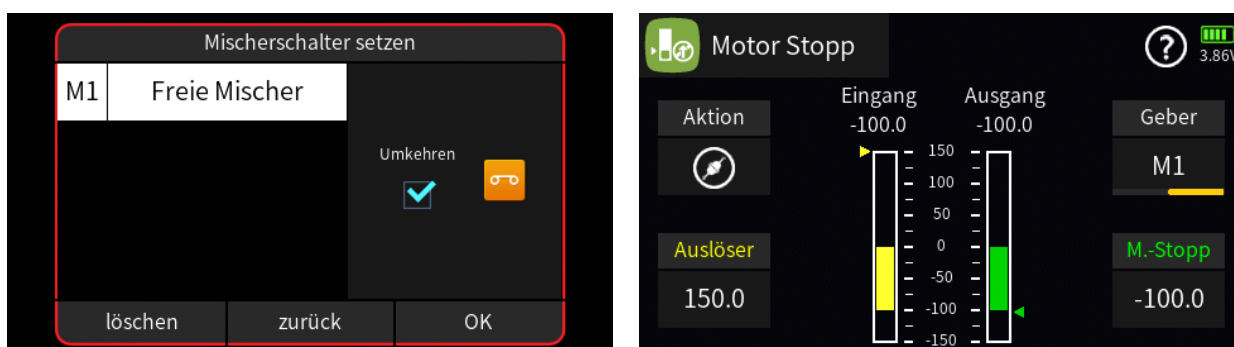 Mischerschalter setzen
M1 Freie Mischer
Umkehren
löschen zurück OK
Motor Stopp
?
3.86V
Eingang Ausgang
-100.0 -100.0
Aktion
Geber
M1
150
100
50
0
-50
-100
-150
Auslöser
150.0
M.-Stopp
-100.0